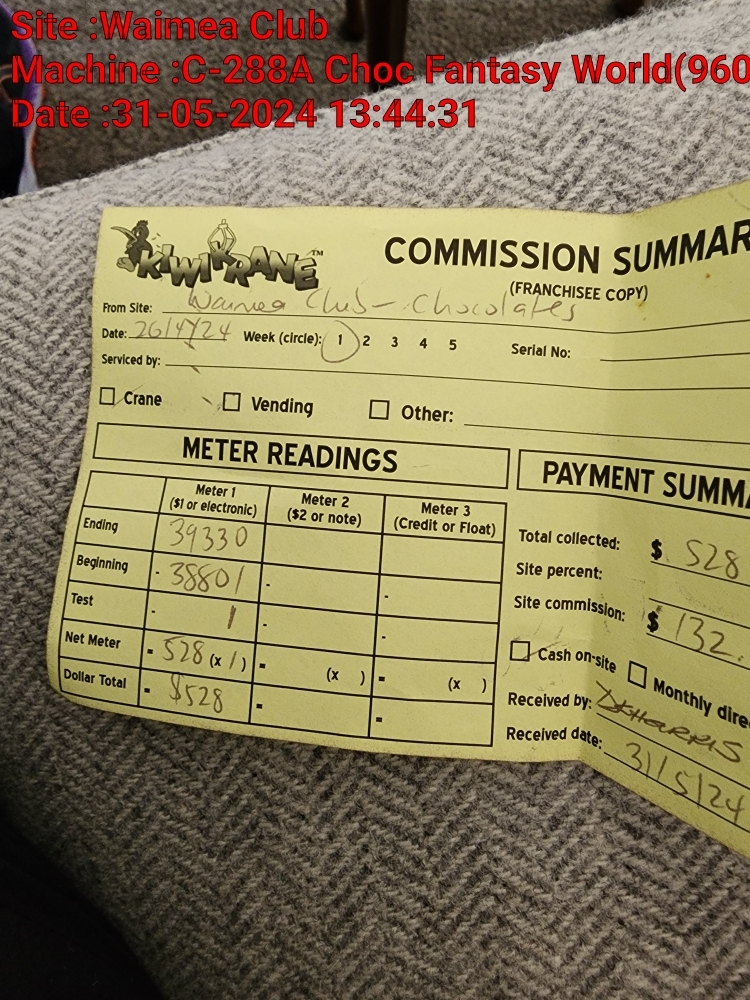 Site :Waimea Club
Machine :C-288A Choc Fantasy World(960
Date :31-05-2024 13:44:31
KIWIKRANE™
COMMISSION SUMMAR
(FRANCHISEE COPY)
From Site: Waimea Club - Chocolates
Date: 26/4/24 Week (circle): 1 2 3 4 5 Serial No:
Serviced by:
Crane Vending Other:
METER READINGS
Meter 1 ($1 or electronic) Meter 2 ($2 or note) Meter 3 (Credit or Float)
Ending 39330
Beginning - 38801 - -
Test - 1 - -
Net Meter = 528 (x 1) = (x ) = (x )
Dollar Total = $528 = =
PAYMENT SUMMA
Total collected: $ 528
Site percent:
Site commission: $ 132.
Cash on-site Monthly dire
Received by: HARRIS
Received date: 31/5/24